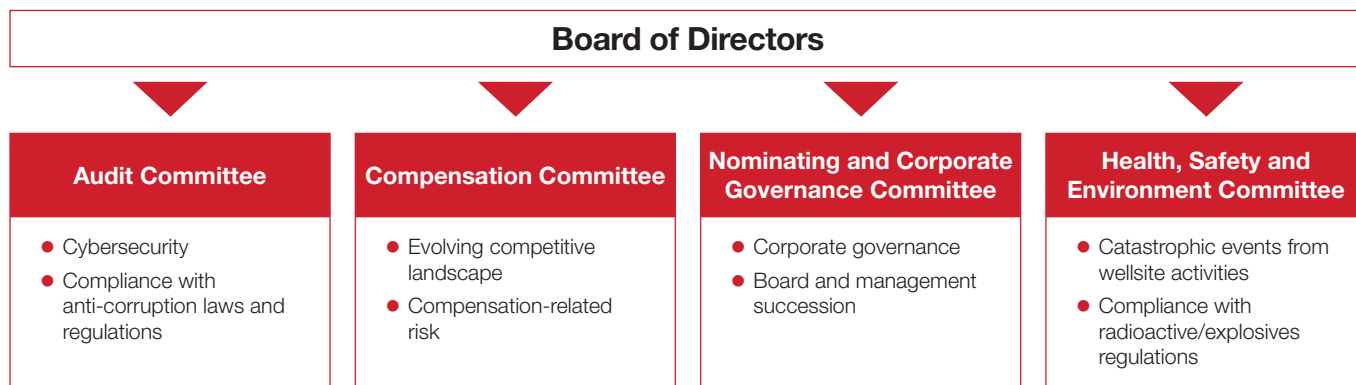 Board of Directors
Audit Committee
● Cybersecurity
● Compliance with
anti-corruption laws and
regulations
Compensation Committee
● Evolving competitive
landscape
● Compensation-related
risk
Nominating and Corporate
Governance Committee
● Corporate governance
● Board and management
succession
Health, Safety and
Environment Committee
● Catastrophic events from
wellsite activities
● Compliance with
radioactive/explosives
regulations